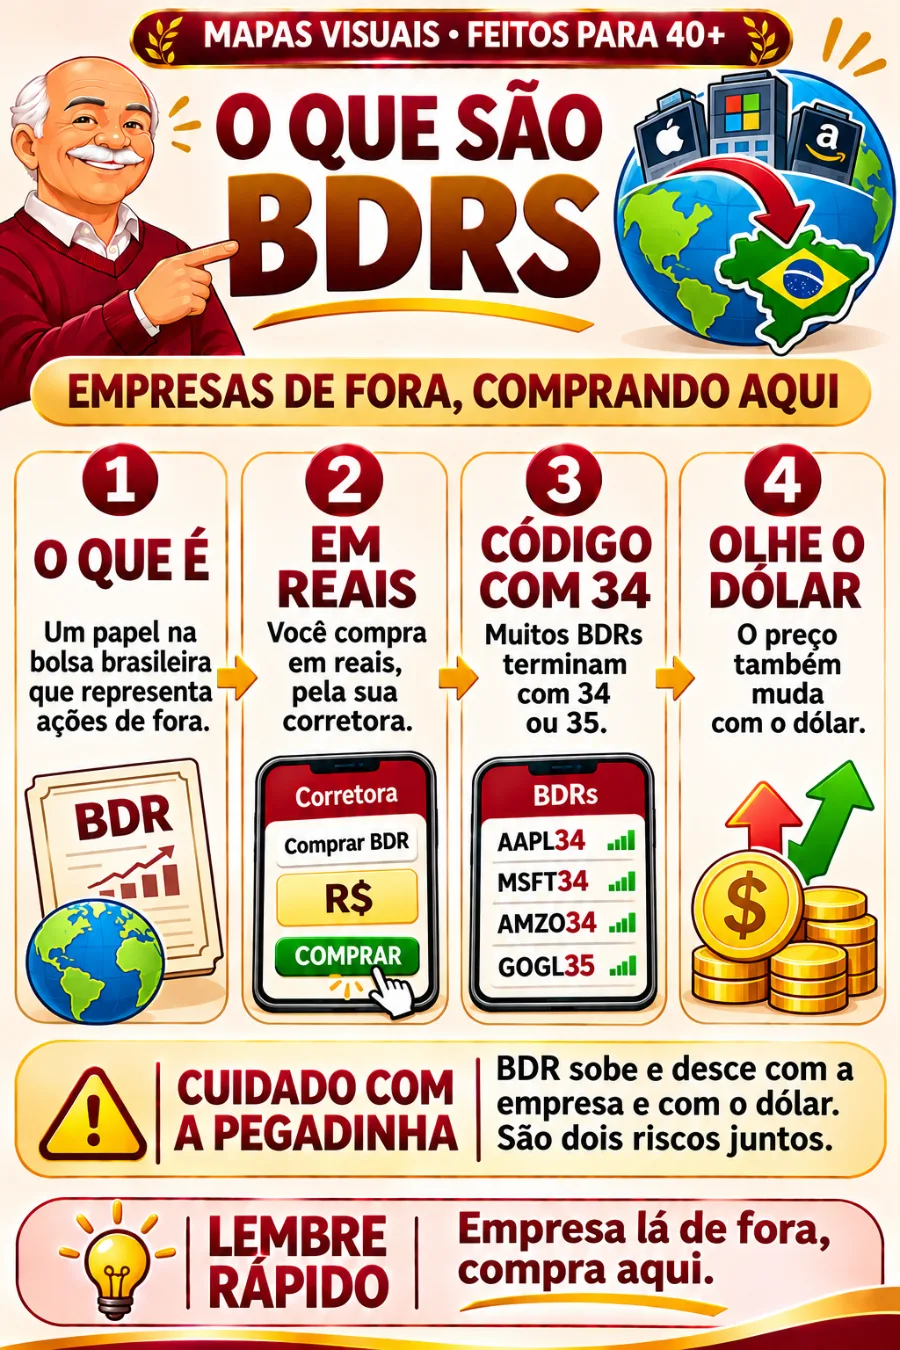 MAPAS VISUAIS • FEITOS PARA 40+
O QUE SÃO
BDRS
a
EMPRESAS DE FORA, COMPRANDO AQUI
1
O QUE É
Um papel na
bolsa brasileira
que representa
ações de fora.
BDR
2
EM
REAIS
Você compra
em reais,
pela sua
corretora.
Corretora
Comprar BDR
R$
COMPRAR
3
CÓDIGO
COM 34
Muitos BDRs
terminam
com 34
ou 35.
BDRs
AAPL34
MSFT34
AMZO34
GOGL35
4
OLHE O
DÓLAR
O preço
também
muda
com o dólar.
$
CUIDADO COM
A PEGADINHA
BDR sobe e desce com a
empresa e com o dólar.
São dois riscos juntos.
LEMBRE
RÁPIDO
Empresa lá de fora,
compra aqui.